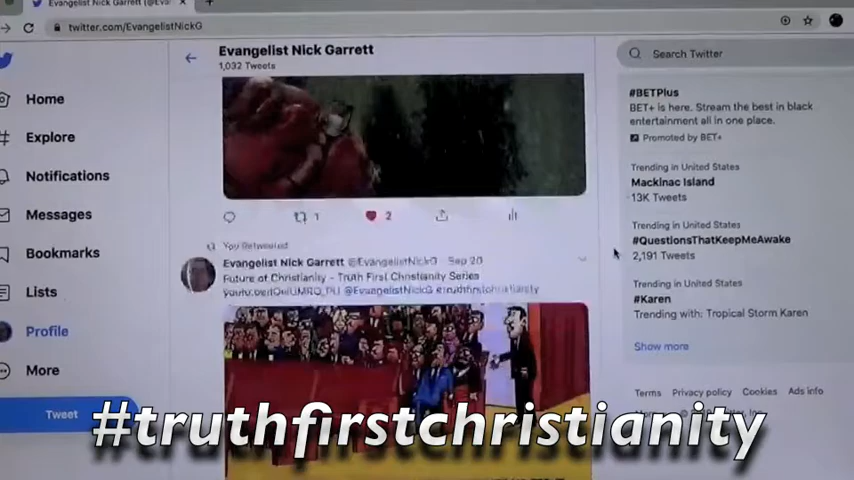 Evangelist Nick Garrett (@Evan
twitter.com/EvangelistNickG
Evangelist Nick Garrett
1,032 Tweets
Search Twitter
Home
Explore
Notifications
Messages
Bookmarks
Lists
Profile
More
Tweet
1
2
You Retweeted
Evangelist Nick Garrett @EvangelistNickG Sep 20
Future of Christianity - Truth First Christianity Series
@EvangelistNickG #truthfirstchristianity
#BETPlus
BET+ is here. Stream the best in black
entertainment all in one place.
Promoted by BET+
Trending in United States
Mackinac Island
13K Tweets
Trending in United States
#QuestionsThatKeepMeAwake
2,191 Tweets
Trending in United States
#Karen
Trending with: Tropical Storm Karen
Show more
Terms Privacy policy Cookies Ads info
#truthfirstchristianity